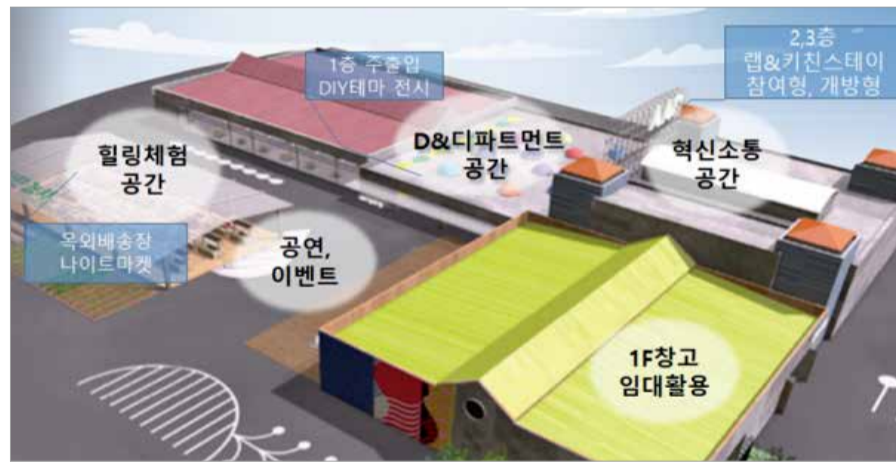 1층 주출입
DIY테마 전시
2,3층
랩&키친스테이
참여형, 개방형
힐링체험
공간
D&디파트먼트
공간
혁신소통
공간
옥외배송장
나이트마켓
공연,
이벤트
1F창고
임대활용